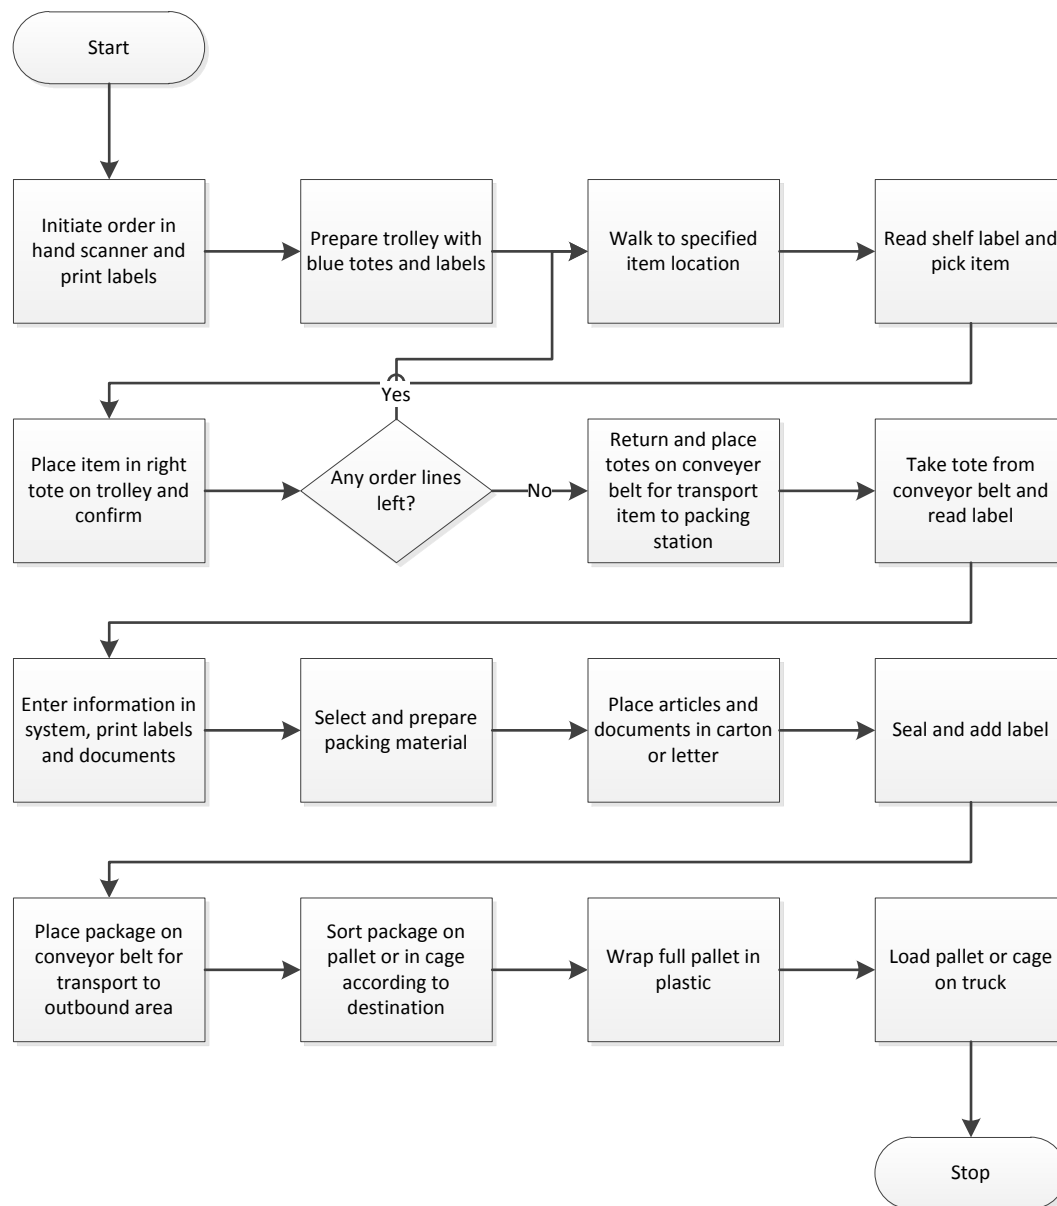 Start
Initiate order in
hand scanner and
print labels
Prepare trolley with
blue totes and labels
Walk to specified
item location
Read shelf label and
pick item
Yes
Place item in right
tote on trolley and
confirm
Any order lines
left?
No
Return and place
totes on conveyer
belt for transport
item to packing
station
Take tote from
conveyor belt and
read label
Enter information in
system, print labels
and documents
Select and prepare
packing material
Place articles and
documents in carton
or letter
Seal and add label
Place package on
conveyor belt for
transport to
outbound area
Sort package on
pallet or in cage
according to
destination
Wrap full pallet in
plastic
Load pallet or cage
on truck
Stop